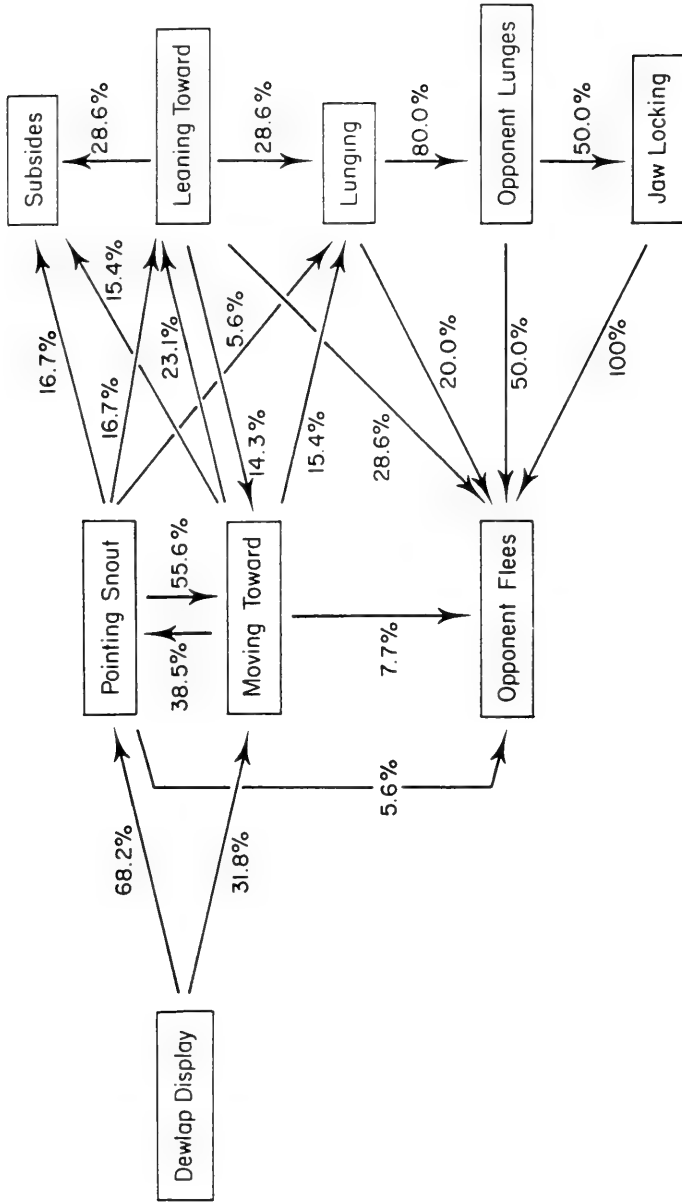 Dewlap Display
68.2%
31.8%
Pointing Snout
38.5%
55.6%
Moving Toward
5.6%
7.7%
Opponent Flees
16.7%
16.7%
15.4%
23.1%
5.6%
14.3%
15.4%
28.6%
20.0%
50.0%
100%
Subsides
28.6%
Leaning Toward
28.6%
Lunging
80.0%
Opponent Lunges
50.0%
Jaw Locking